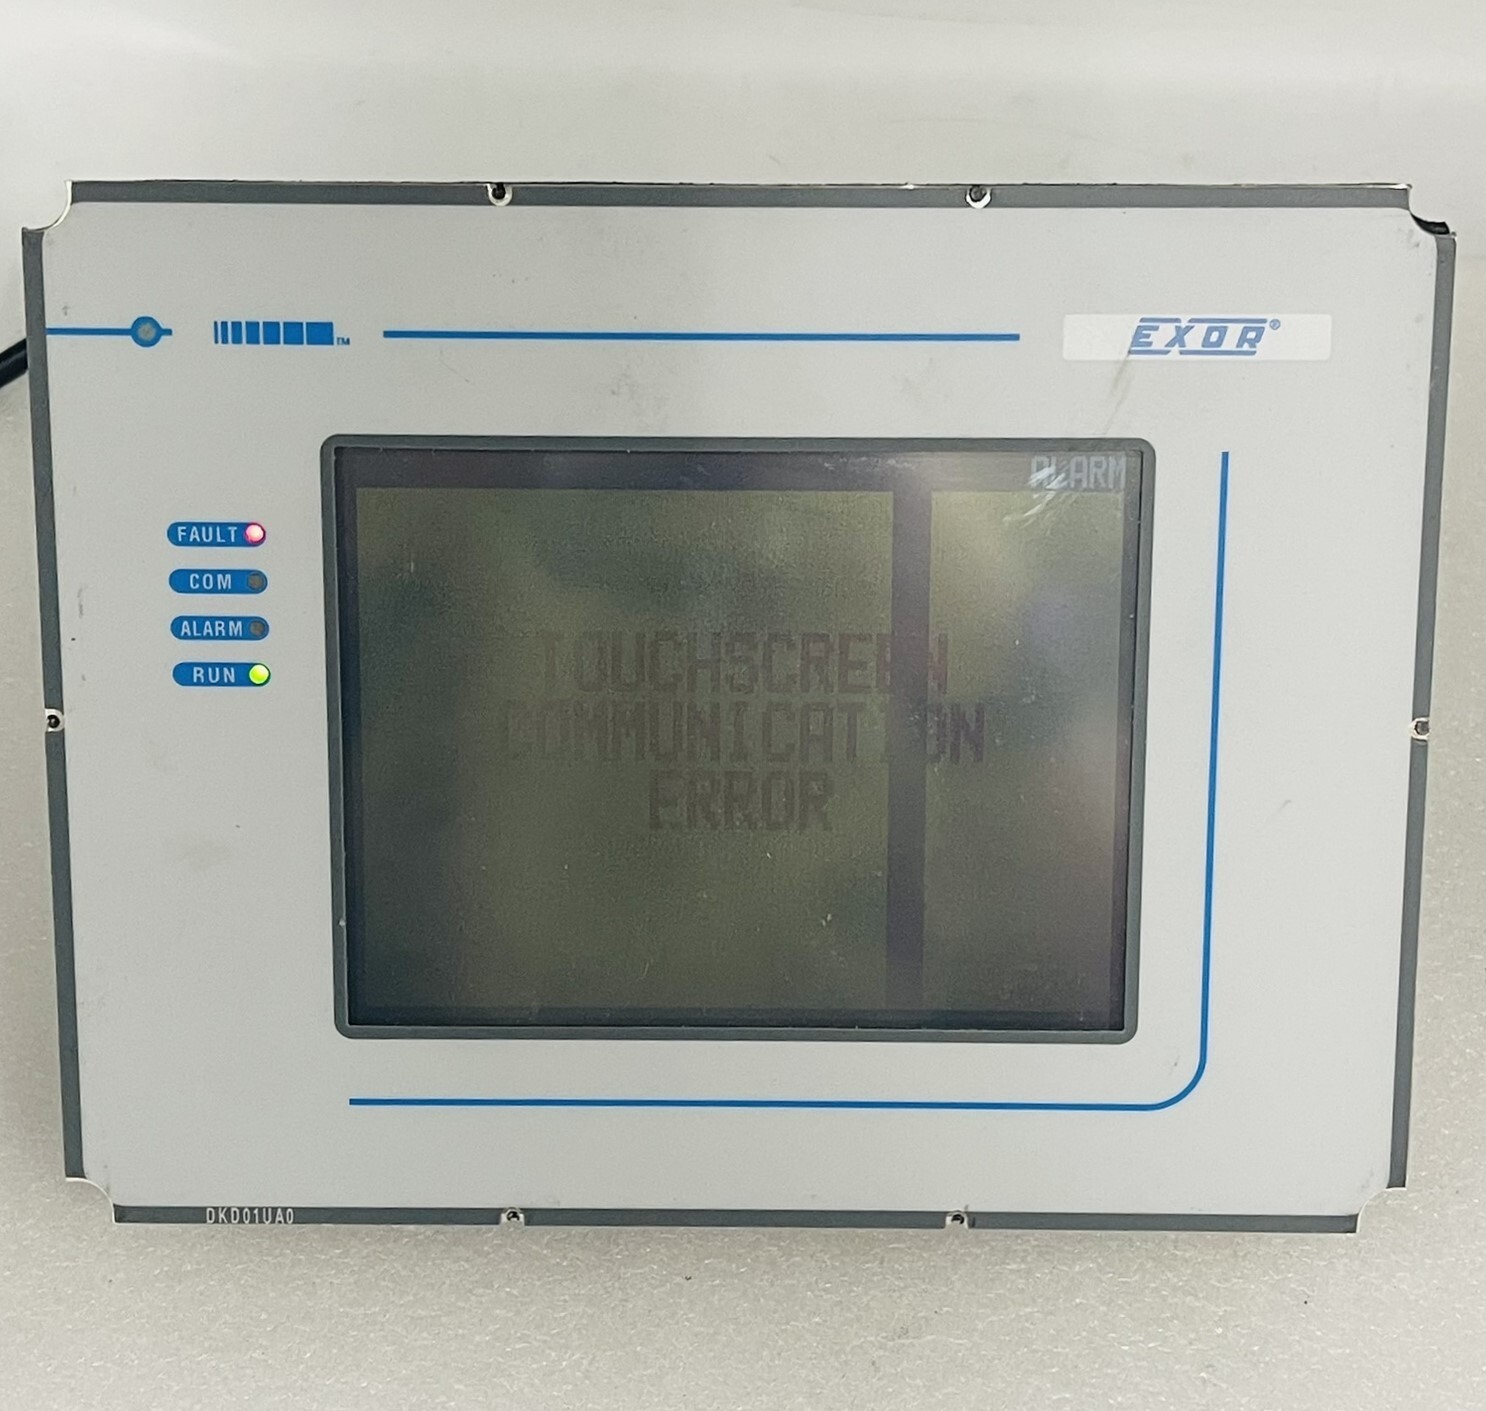 EXOR®
ALARM
FAULT
COM
ALARM
RUN
TOUCHSCREEN
COMMUNICATION
ERROR
DKD01UA0